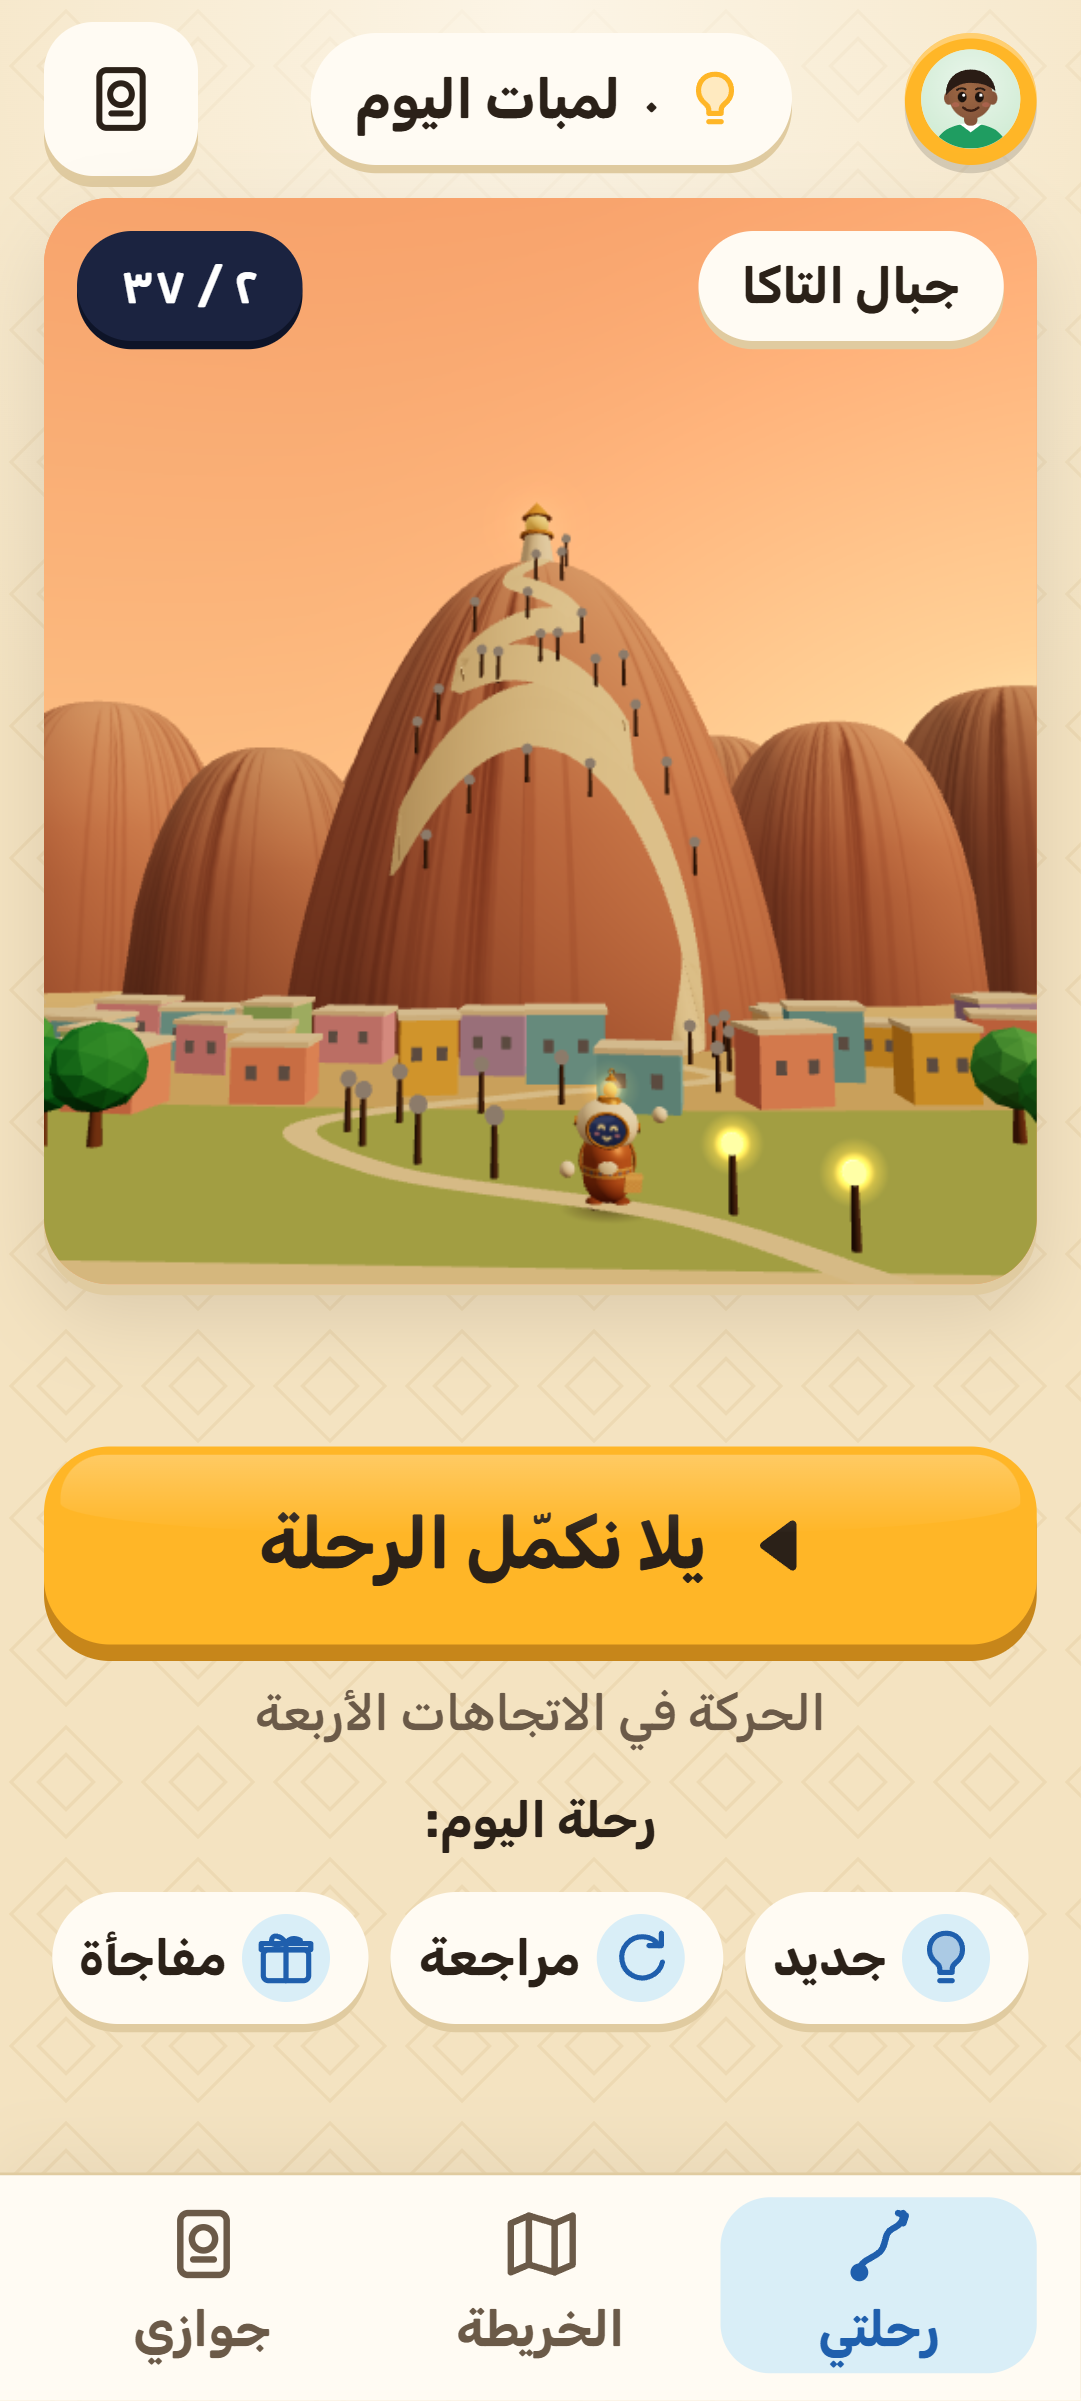 ٠ لمبات اليوم
جبال التاكا
٢ / ٣٧
يلا نكمّل الرحلة
الحركة في الاتجاهات الأربعة
رحلة اليوم:
جديد
مراجعة
مفاجأة
رحلتي
الخريطة
جوازي